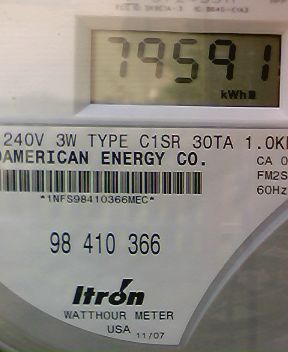 79591
kWh
240V 3W TYPE C1SR 30TA 1.0K
AMERICAN ENERGY CO.
CA 0
FM2S
60Hz
*1NFS98410366MEC*
98 410 366
Itron
WATTHOUR METER
USA 11/07